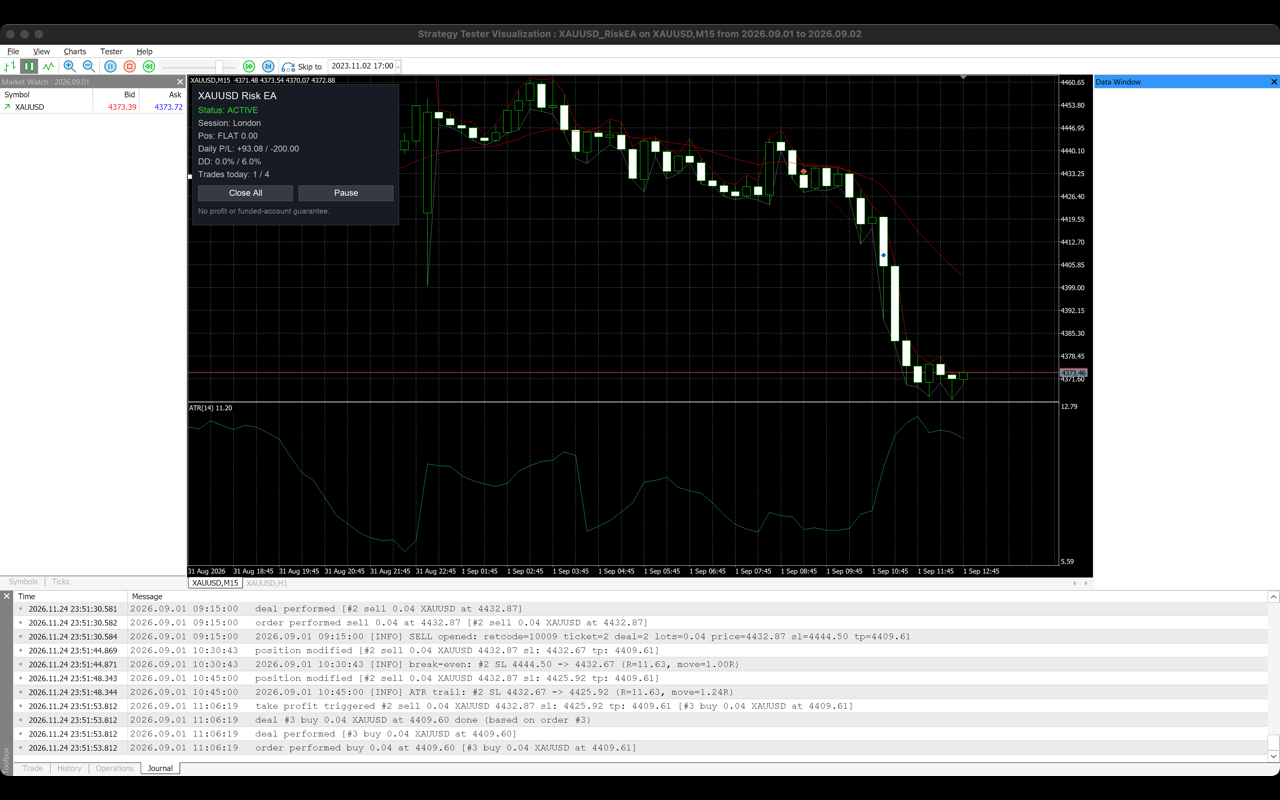 Strategy Tester Visualization : XAUUSD_RiskEA on XAUUSD,M15 from 2026.09.01 to 2026.09.02
File View Charts Tester Help
Skip to 2023.11.02 17:00
Market Watch : 2026.09.01
Symbol Bid Ask
XAUUSD 4373.39 4373.72
XAUUSD,M15 4371.48 4373.54 4370.07 4372.88
XAUUSD Risk EA
Status: ACTIVE
Session: London
Pos: FLAT 0.00
Daily P/L: +93.08 / -200.00
DD: 0.0% / 6.0%
Trades today: 1 / 4
Close All Pause
No profit or funded-account guarantee.
4460.65
4453.80
4446.95
4440.10
4433.25
4426.40
4419.55
4412.70
4405.85
4399.00
4392.15
4385.30
4378.45
4373.46
4371.60
Data Window
ATR(14) 11.20
12.79
5.59
31 Aug 2026 31 Aug 18:45 31 Aug 19:45 31 Aug 20:45 31 Aug 21:45 31 Aug 22:45 1 Sep 01:45 1 Sep 02:45 1 Sep 03:45 1 Sep 04:45 1 Sep 05:45 1 Sep 06:45 1 Sep 07:45 1 Sep 08:45 1 Sep 09:45 1 Sep 10:45 1 Sep 11:45 1 Sep 12:45
Symbols Ticks
XAUUSD,M15 XAUUSD,H1
Time Message
2026.11.24 23:51:30.581 2026.09.01 09:15:00 deal performed [#2 sell 0.04 XAUUSD at 4432.87]
2026.11.24 23:51:30.582 2026.09.01 09:15:00 order performed sell 0.04 at 4432.87 [#2 sell 0.04 XAUUSD at 4432.87]
2026.11.24 23:51:30.584 2026.09.01 09:15:00 2026.09.01 09:15:00 [INFO] SELL opened: retcode=10009 ticket=2 deal=2 lots=0.04 price=4432.87 sl=4444.50 tp=4409.61
2026.11.24 23:51:44.869 2026.09.01 10:30:43 position modified [#2 sell 0.04 XAUUSD 4432.87 sl: 4432.67 tp: 4409.61]
2026.11.24 23:51:44.871 2026.09.01 10:30:43 2026.09.01 10:30:43 [INFO] break-even: #2 SL 4444.50 -> 4432.67 (R=11.63, move=1.00R)
2026.11.24 23:51:48.343 2026.09.01 10:45:00 position modified [#2 sell 0.04 XAUUSD 4432.87 sl: 4425.92 tp: 4409.61]
2026.11.24 23:51:48.344 2026.09.01 10:45:00 2026.09.01 10:45:00 [INFO] ATR trail: #2 SL 4432.67 -> 4425.92 (R=11.63, move=1.24R)
2026.11.24 23:51:53.812 2026.09.01 11:06:19 take profit triggered #2 sell 0.04 XAUUSD 4432.87 sl: 4425.92 tp: 4409.61 [#3 buy 0.04 XAUUSD at 4409.61]
2026.11.24 23:51:53.812 2026.09.01 11:06:19 deal #3 buy 0.04 XAUUSD at 4409.60 done (based on order #3)
2026.11.24 23:51:53.812 2026.09.01 11:06:19 deal performed [#3 buy 0.04 XAUUSD at 4409.60]
2026.11.24 23:51:53.812 2026.09.01 11:06:19 order performed buy 0.04 at 4409.60 [#3 buy 0.04 XAUUSD at 4409.61]
Toolbox
Trade History Operations Journal